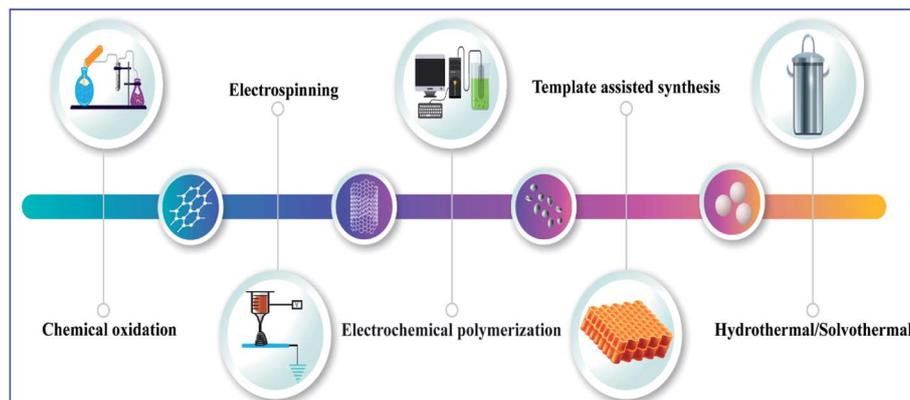 Electrospinning
Template assisted synthesis
Chemical oxidation
Electrochemical polymerization
Hydrothermal/Solvothermal